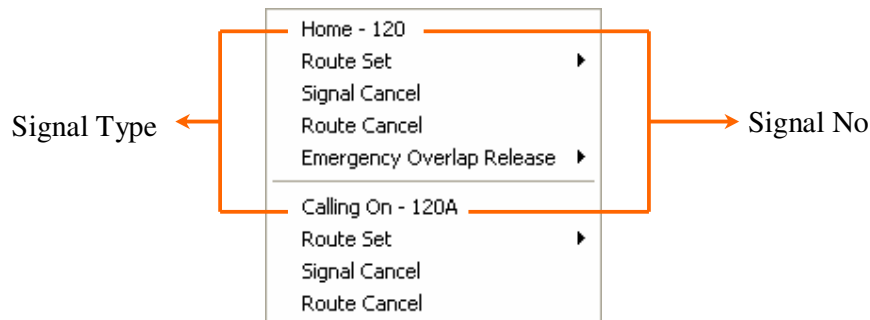 Home - 120
Route Set
Signal Cancel
Route Cancel
Emergency Overlap Release
Signal Type
Signal No
Calling On - 120A
Route Set
Signal Cancel
Route Cancel